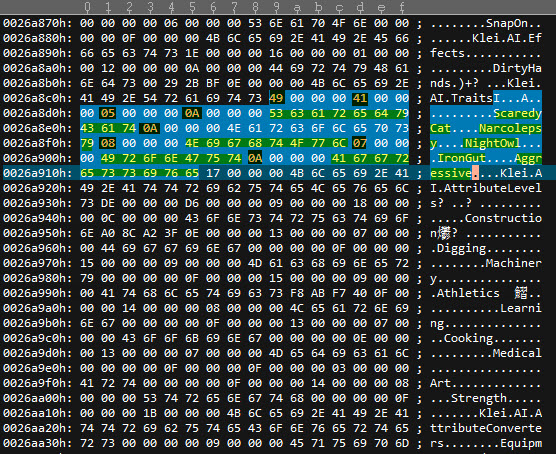 0 1 2 3 4 5 6 7 8 9 a b c d e f
0026a870h: 00 00 00 00 06 00 00 00 53 6E 61 70 4F 6E 00 00 ; ........SnapOn..
0026a880h: 00 00 0F 00 00 00 4B 6C 65 69 2E 41 49 2E 45 66 ; ......Klei.AI.Ef
0026a890h: 66 65 63 74 73 1E 00 00 00 16 00 00 00 01 00 00 ; fects...........
0026a8a0h: 00 12 00 00 00 0A 00 00 00 44 69 72 74 79 48 61 ; .........DirtyHa
0026a8b0h: 6E 64 73 00 29 2B BF 0E 00 00 00 4B 6C 65 69 2E ; nds.)+? ...Klei.
0026a8c0h: 41 49 2E 54 72 61 69 74 73 49 00 00 00 41 00 00 ; AI.TraitsI...A..
0026a8d0h: 00 05 00 00 00 0A 00 00 00 53 63 61 72 65 64 79 ; .........Scaredy
0026a8e0h: 43 61 74 0A 00 00 00 4E 61 72 63 6F 6C 65 70 73 ; Cat....Narcoleps
0026a8f0h: 79 08 00 00 00 4E 69 67 68 74 4F 77 6C 07 00 00 ; y....NightOwl...
0026a900h: 00 49 72 6F 6E 47 75 74 0A 00 00 00 41 67 67 72 ; .IronGut....Aggr
0026a910h: 65 73 73 69 76 65 17 00 00 00 4B 6C 65 69 2E 41 ; essive....Klei.A
0026a920h: 49 2E 41 74 74 72 69 62 75 74 65 4C 65 76 65 6C ; I.AttributeLevel
0026a930h: 73 DE 00 00 00 D6 00 00 00 09 00 00 00 18 00 00 ; s? ..? .........
0026a940h: 00 0C 00 00 00 43 6F 6E 73 74 72 75 63 74 69 6F ; .....Constructio
0026a950h: 6E A0 8C A2 3F 0E 00 00 00 13 00 00 00 07 00 00 ; n爩?...........
0026a960h: 00 44 69 67 67 69 6E 67 00 00 00 00 0F 00 00 00 ; .Digging........
0026a970h: 15 00 00 00 09 00 00 00 4D 61 63 68 69 6E 65 72 ; ........Machiner
0026a980h: 79 00 00 00 00 0F 00 00 00 15 00 00 00 09 00 00 ; y...............
0026a990h: 00 41 74 68 6C 65 74 69 63 73 F8 AB F7 40 0F 00 ; .Athletics 鰼..
0026a9a0h: 00 00 14 00 00 00 08 00 00 00 4C 65 61 72 6E 69 ; ..........Learni
0026a9b0h: 6E 67 00 00 00 00 0F 00 00 00 13 00 00 00 07 00 ; ng..............
0026a9c0h: 00 00 43 6F 6F 6B 69 6E 67 00 00 00 00 0E 00 00 ; ..Cooking.......
0026a9d0h: 00 13 00 00 00 07 00 00 00 4D 65 64 69 63 61 6C ; .........Medical
0026a9e0h: 00 00 00 00 0F 00 00 00 0F 00 00 00 03 00 00 00 ; ................
0026a9f0h: 41 72 74 00 00 00 00 0F 00 00 00 14 00 00 00 08 ; Art.............
0026aa00h: 00 00 00 53 74 72 65 6E 67 74 68 00 00 00 00 0F ; ...Strength.....
0026aa10h: 00 00 00 1B 00 00 00 4B 6C 65 69 2E 41 49 2E 41 ; .......Klei.AI.A
0026aa20h: 74 74 72 69 62 75 74 65 43 6F 6E 76 65 72 74 65 ; ttributeConverte
0026aa30h: 72 73 00 00 00 00 09 00 00 00 45 71 75 69 70 6D ; rs........Equipm